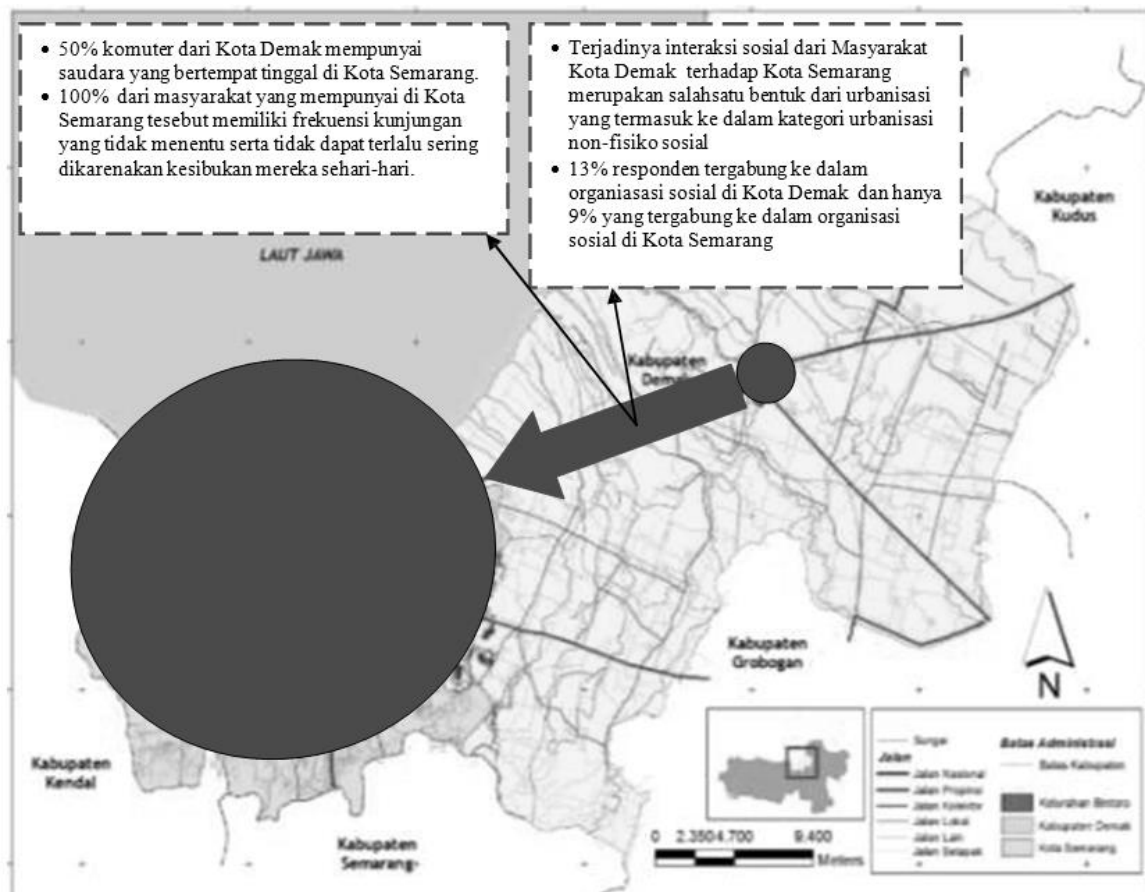 • 50% komuter dari Kota Demak mempunyai
saudara yang bertempat tinggal di Kota Semarang.
• 100% dari masyarakat yang mempunyai di Kota
Semarang tesebut memiliki frekuensi kunjungan
yang tidak menentu serta tidak dapat terlalu sering
dikarenakan kesibukan mereka sehari-hari.
• Terjadinya interaksi sosial dari Masyarakat
Kota Demak terhadap Kota Semarang
merupakan salahsatu bentuk dari urbanisasi
yang termasuk ke dalam kategori urbanisasi
non-fisiko sosial
• 13% responden tergabung ke dalam
organiasasi sosial di Kota Demak dan hanya
9% yang tergabung ke dalam organisasi
sosial di Kota Semarang
Kabupaten
Kudus
LAUT JAWA
Kabupaten
Kabupaten
Grobogan
N
Kabupaten
Kendal
Kabupaten
Semarang-
0 2.3504.700 9.400
Meters
Sungai
Jalan
Jalan Nasional
Jalan Propinsi
Jalan Kolektor
Jalan Lokal
Jalan Lain
Jalan Setapak
Batas Administrasi
Batas Kabupaten
Kelurahan Bintoro
Kabupaten Demak
Kota Semarang